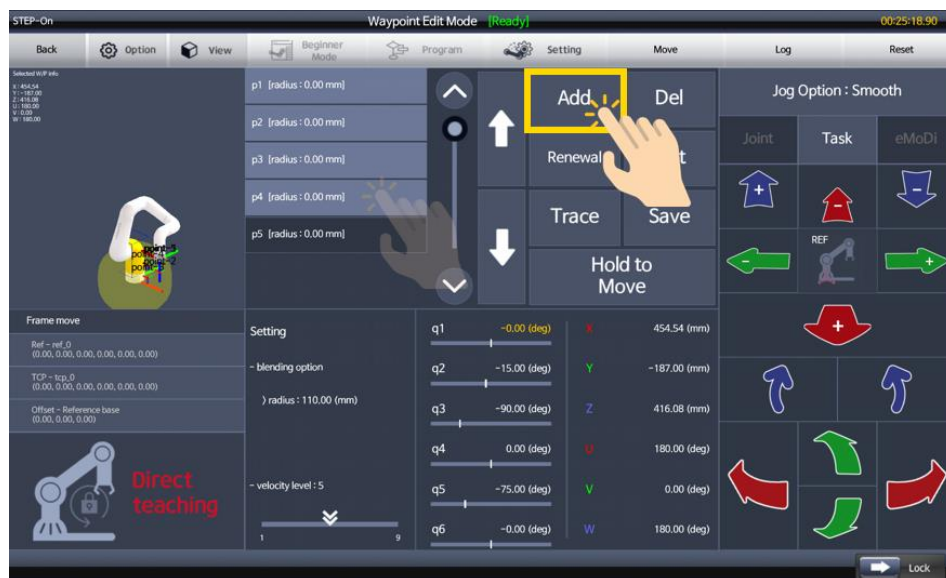 STEP-On
Waypoint Edit Mode [Ready]
00:25:18.90
Back
Option
View
Beginner
Mode
Program
Setting
Move
Log
Reset
Selected W/P info.
X : 454.54
Y : -187.00
Z : 416.08
U : 180.00
V : 0.00
W : 180.00
p1 [radius : 0.00 mm]
p2 [radius : 0.00 mm]
p3 [radius : 0.00 mm]
p4 [radius : 0.00 mm]
p5 [radius : 0.00 mm]
Add
Del
Renewal
Trace
Save
Hold to
Move
Jog Option : Smooth
Joint
Task
eMoDi
+
-
-
-
REF
+
+
Frame move
Ref - ref_0
(0.00, 0.00, 0.00, 0.00, 0.00, 0.00)
TCP - tcp_0
(0.00, 0.00, 0.00, 0.00, 0.00, 0.00)
Offset - Reference base
(0.00, 0.00, 0.00)
Direct
teaching
Setting
- blending option
) radius : 110.00 (mm)
- velocity level : 5
1
9
q1 -0.00 (deg) X 454.54 (mm)
q2 -15.00 (deg) Y -187.00 (mm)
q3 -90.00 (deg) Z 416.08 (mm)
q4 0.00 (deg) U 180.00 (deg)
q5 -75.00 (deg) V 0.00 (deg)
q6 -0.00 (deg) W 180.00 (deg)
Lock